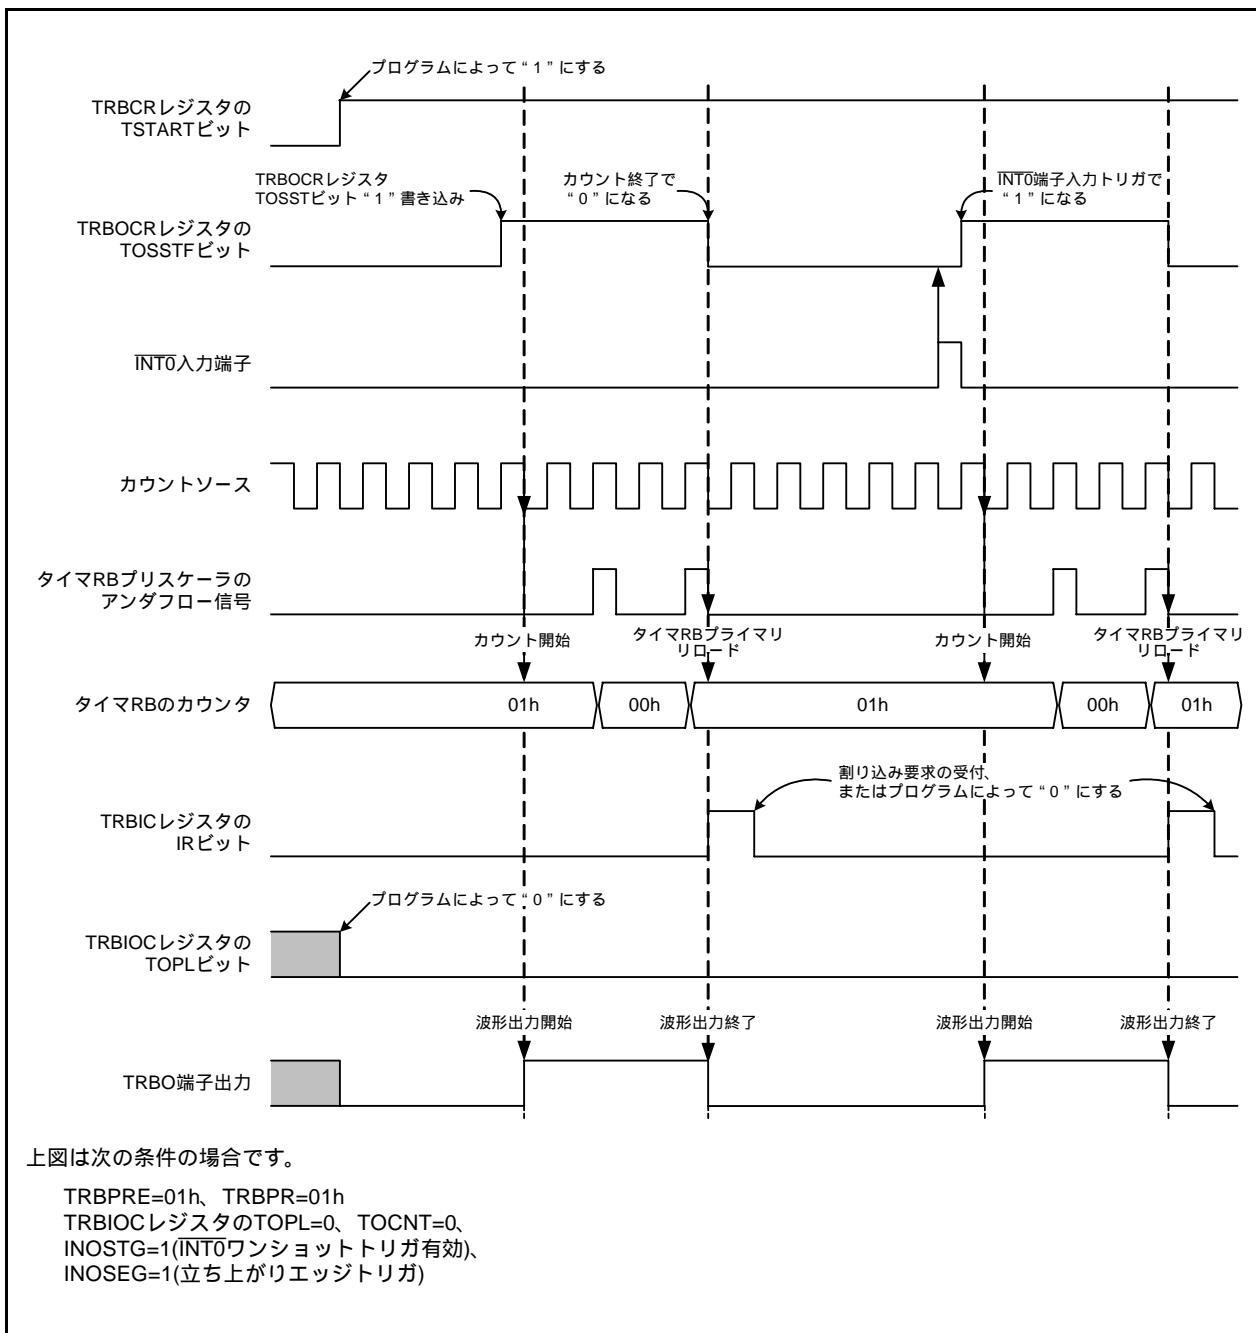 プログラムによって“1”にする
TRBCRレジスタの
TSTARTビット
TRBOCRレジスタ
TOSSTビット“1”書き込み
カウント終了で
“0”になる
INT0端子入力トリガで
“1”になる
TRBOCRレジスタの
TOSSTFビット
INT0入力端子
カウントソース
タイマRBプリスケーラの
アンダフロー信号
カウント開始
タイマRBプライマリ
リロード
カウント開始
タイマRBプライマリ
リロード
タイマRBのカウンタ
01h
00h
01h
00h
01h
割り込み要求の受付、
またはプログラムによって“0”にする
TRBICレジスタの
IRビット
プログラムによって“0”にする
TRBIOCレジスタの
TOPLビット
波形出力開始
波形出力終了
波形出力開始
波形出力終了
TRBO端子出力
上図は次の条件の場合です。
TRBPRE=01h、TRBPR=01h
TRBIOCレジスタのTOPL=0、TOCNT=0、
INOSTG=1(INT0ワンショットトリガ有効)、
INOSEG=1(立ち上がりエッジトリガ)